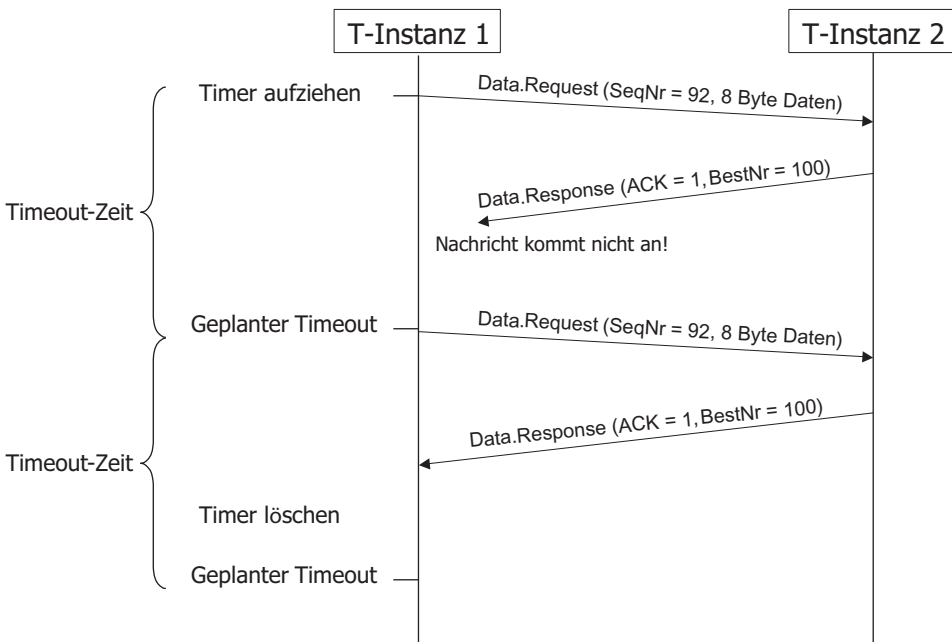 T-Instanz 1
T-Instanz 2
Timer aufziehen
Data.Request (SeqNr = 92, 8 Byte Daten)
Data.Response (ACK = 1, BestNr = 100)
Timeout-Zeit
Nachricht kommt nicht an!
Geplanter Timeout
Data.Request (SeqNr = 92, 8 Byte Daten)
Data.Response (ACK = 1, BestNr = 100)
Timeout-Zeit
Timer löschen
Geplanter Timeout